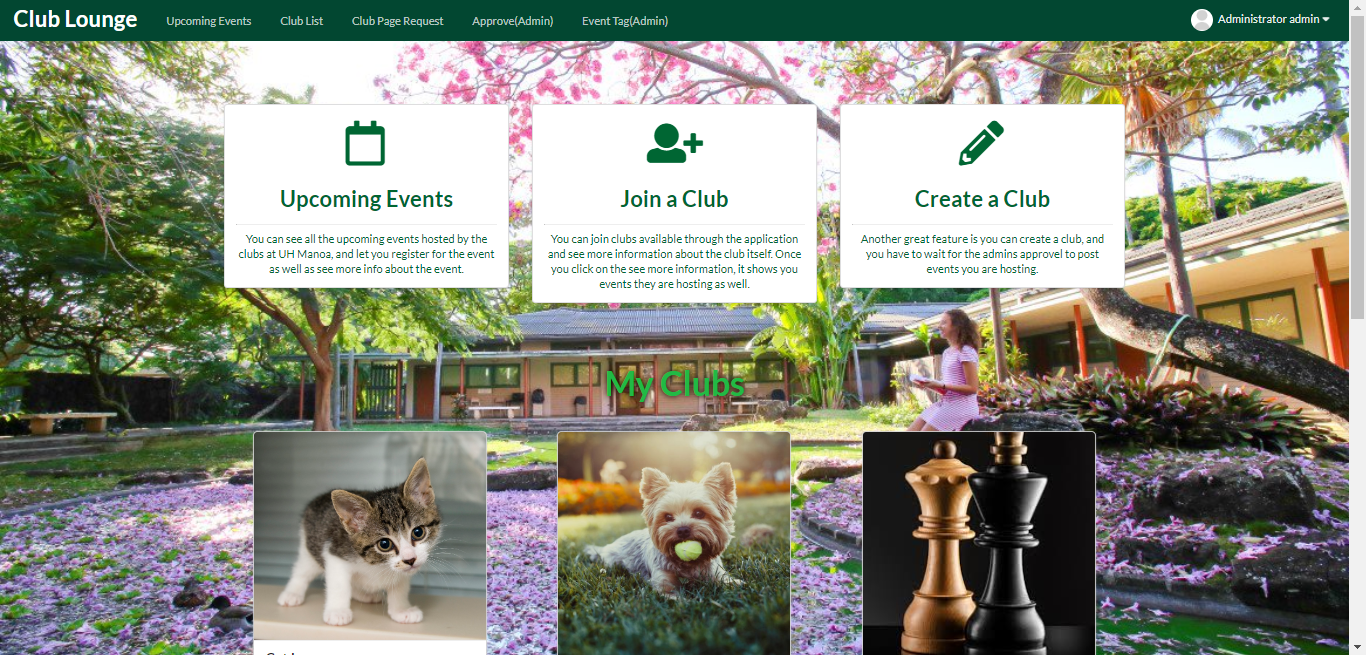 Club Lounge Upcoming Events Club List Club Page Request Approve(Admin) Event Tag(Admin) Administrator admin
Upcoming Events
You can see all the upcoming events hosted by the
clubs at UH Manoa, and let you register for the event
as well as see more info about the event.
Join a Club
You can join clubs available through the application
and see more information about the club itself. Once
you click on the see more information, it shows you
events they are hosting as well.
Create a Club
Another great feature is you can create a club, and
you have to wait for the admins approvel to post
events you are hosting.
My Clubs